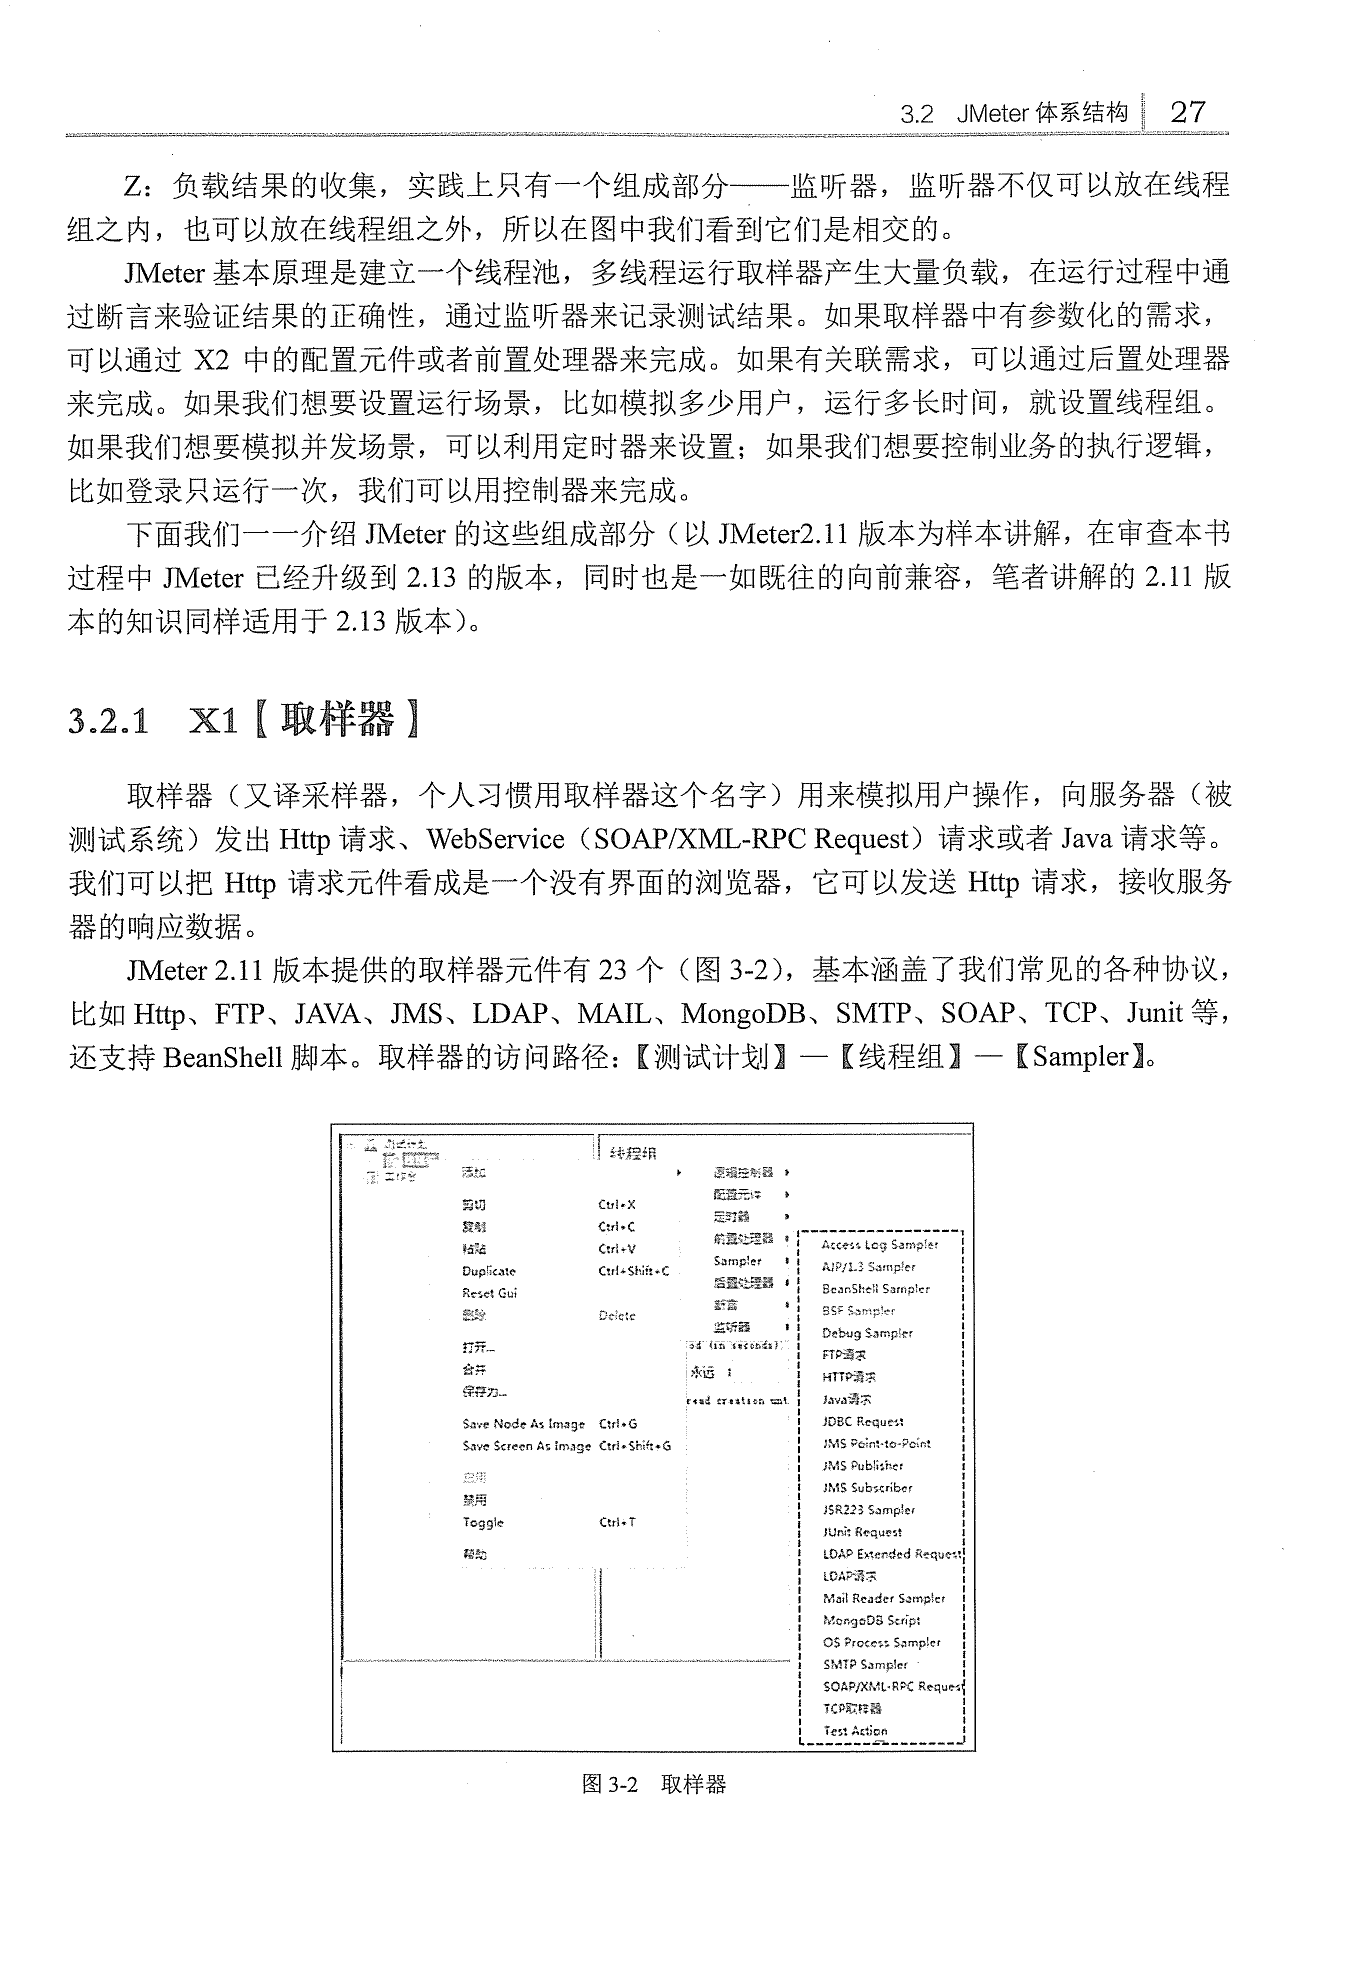 3.2 JMeter 体系结构 27
Z：负载结果的收集，实践上只有一个组成部分——监听器，监听器不仅可以放在线程
组之内，也可以放在线程组之外，所以在图中我们看到它们是相交的。
JMeter 基本原理是建立一个线程池，多线程运行取样器产生大量负载，在运行过程中通
过断言来验证结果的正确性，通过监听器来记录测试结果。如果取样器中有参数化的需求，
可以通过 X2 中的配置元件或者前置处理器来完成。如果有关联需求，可以通过后置处理器
来完成。如果我们想要设置运行场景，比如模拟多少用户，运行多长时间，就设置线程组。
如果我们想要模拟并发场景，可以利用定时器来设置；如果我们想要控制业务的执行逻辑，
比如登录只运行一次，我们可以用控制器来完成。
下面我们一一介绍 JMeter 的这些组成部分（以 JMeter2.11 版本为样本讲解，在审查本书
过程中 JMeter 已经升级到 2.13 的版本，同时也是一如既往的向前兼容，笔者讲解的 2.11 版
本的知识同样适用于 2.13 版本）。
3.2.1 X1【取样器】
取样器（又译采样器，个人习惯用取样器这个名字）用来模拟用户操作，向服务器（被
测试系统）发出 Http 请求、WebService（SOAP/XML-RPC Request）请求或者 Java 请求等。
我们可以把 Http 请求元件看成是一个没有界面的浏览器，它可以发送 Http 请求，接收服务
器的响应数据。
JMeter 2.11 版本提供的取样器元件有 23 个（图 3-2），基本涵盖了我们常见的各种协议，
比如 Http、FTP、JAVA、JMS、LDAP、MAIL、MongoDB、SMTP、SOAP、TCP、Junit 等，
还支持 BeanShell 脚本。取样器的访问路径：【测试计划】—【线程组】—【Sampler】。
测试计划
工作台
线程组
添加
剪切 Ctrl+X
复制 Ctrl+C
粘贴 Ctrl+V
Duplicate Ctrl+Shift+C
Reset Gui
删除 Delete
打开...
合并
保存为...
Save Node As Image Ctrl+G
Save Screen As Image Ctrl+Shift+G
启用
禁用
Toggle Ctrl+T
帮助
逻辑控制器
配置元件
定时器
前置处理器
Sampler
后置处理器
断言
监听器
od (in seconds):
永远
read creation unt
Access Log Sampler
AJP/1.3 Sampler
BeanShell Sampler
BSF Sampler
Debug Sampler
FTP请求
HTTP请求
Java请求
JDBC Request
JMS Point-to-Point
JMS Publisher
JMS Subscriber
JSR223 Sampler
JUnit Request
LDAP Extended Request
LDAP请求
Mail Reader Sampler
MongoDB Script
OS Process Sampler
SMTP Sampler
SOAP/XML-RPC Request
TCP取样器
Test Action
图 3-2 取样器